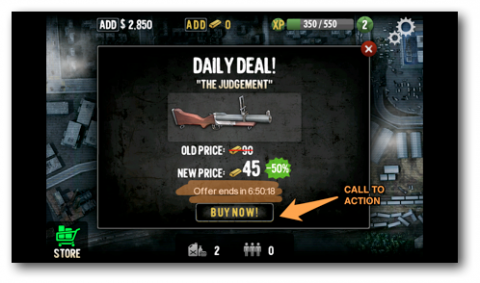 ADD $ 2,850
ADD 0
XP 350 / 550
2
DAILY DEAL!
"THE JUDGEMENT"
OLD PRICE: 90
NEW PRICE: 45 -50%
Offer ends in 6:50:18
BUY NOW!
CALL TO
ACTION
STORE
2
0